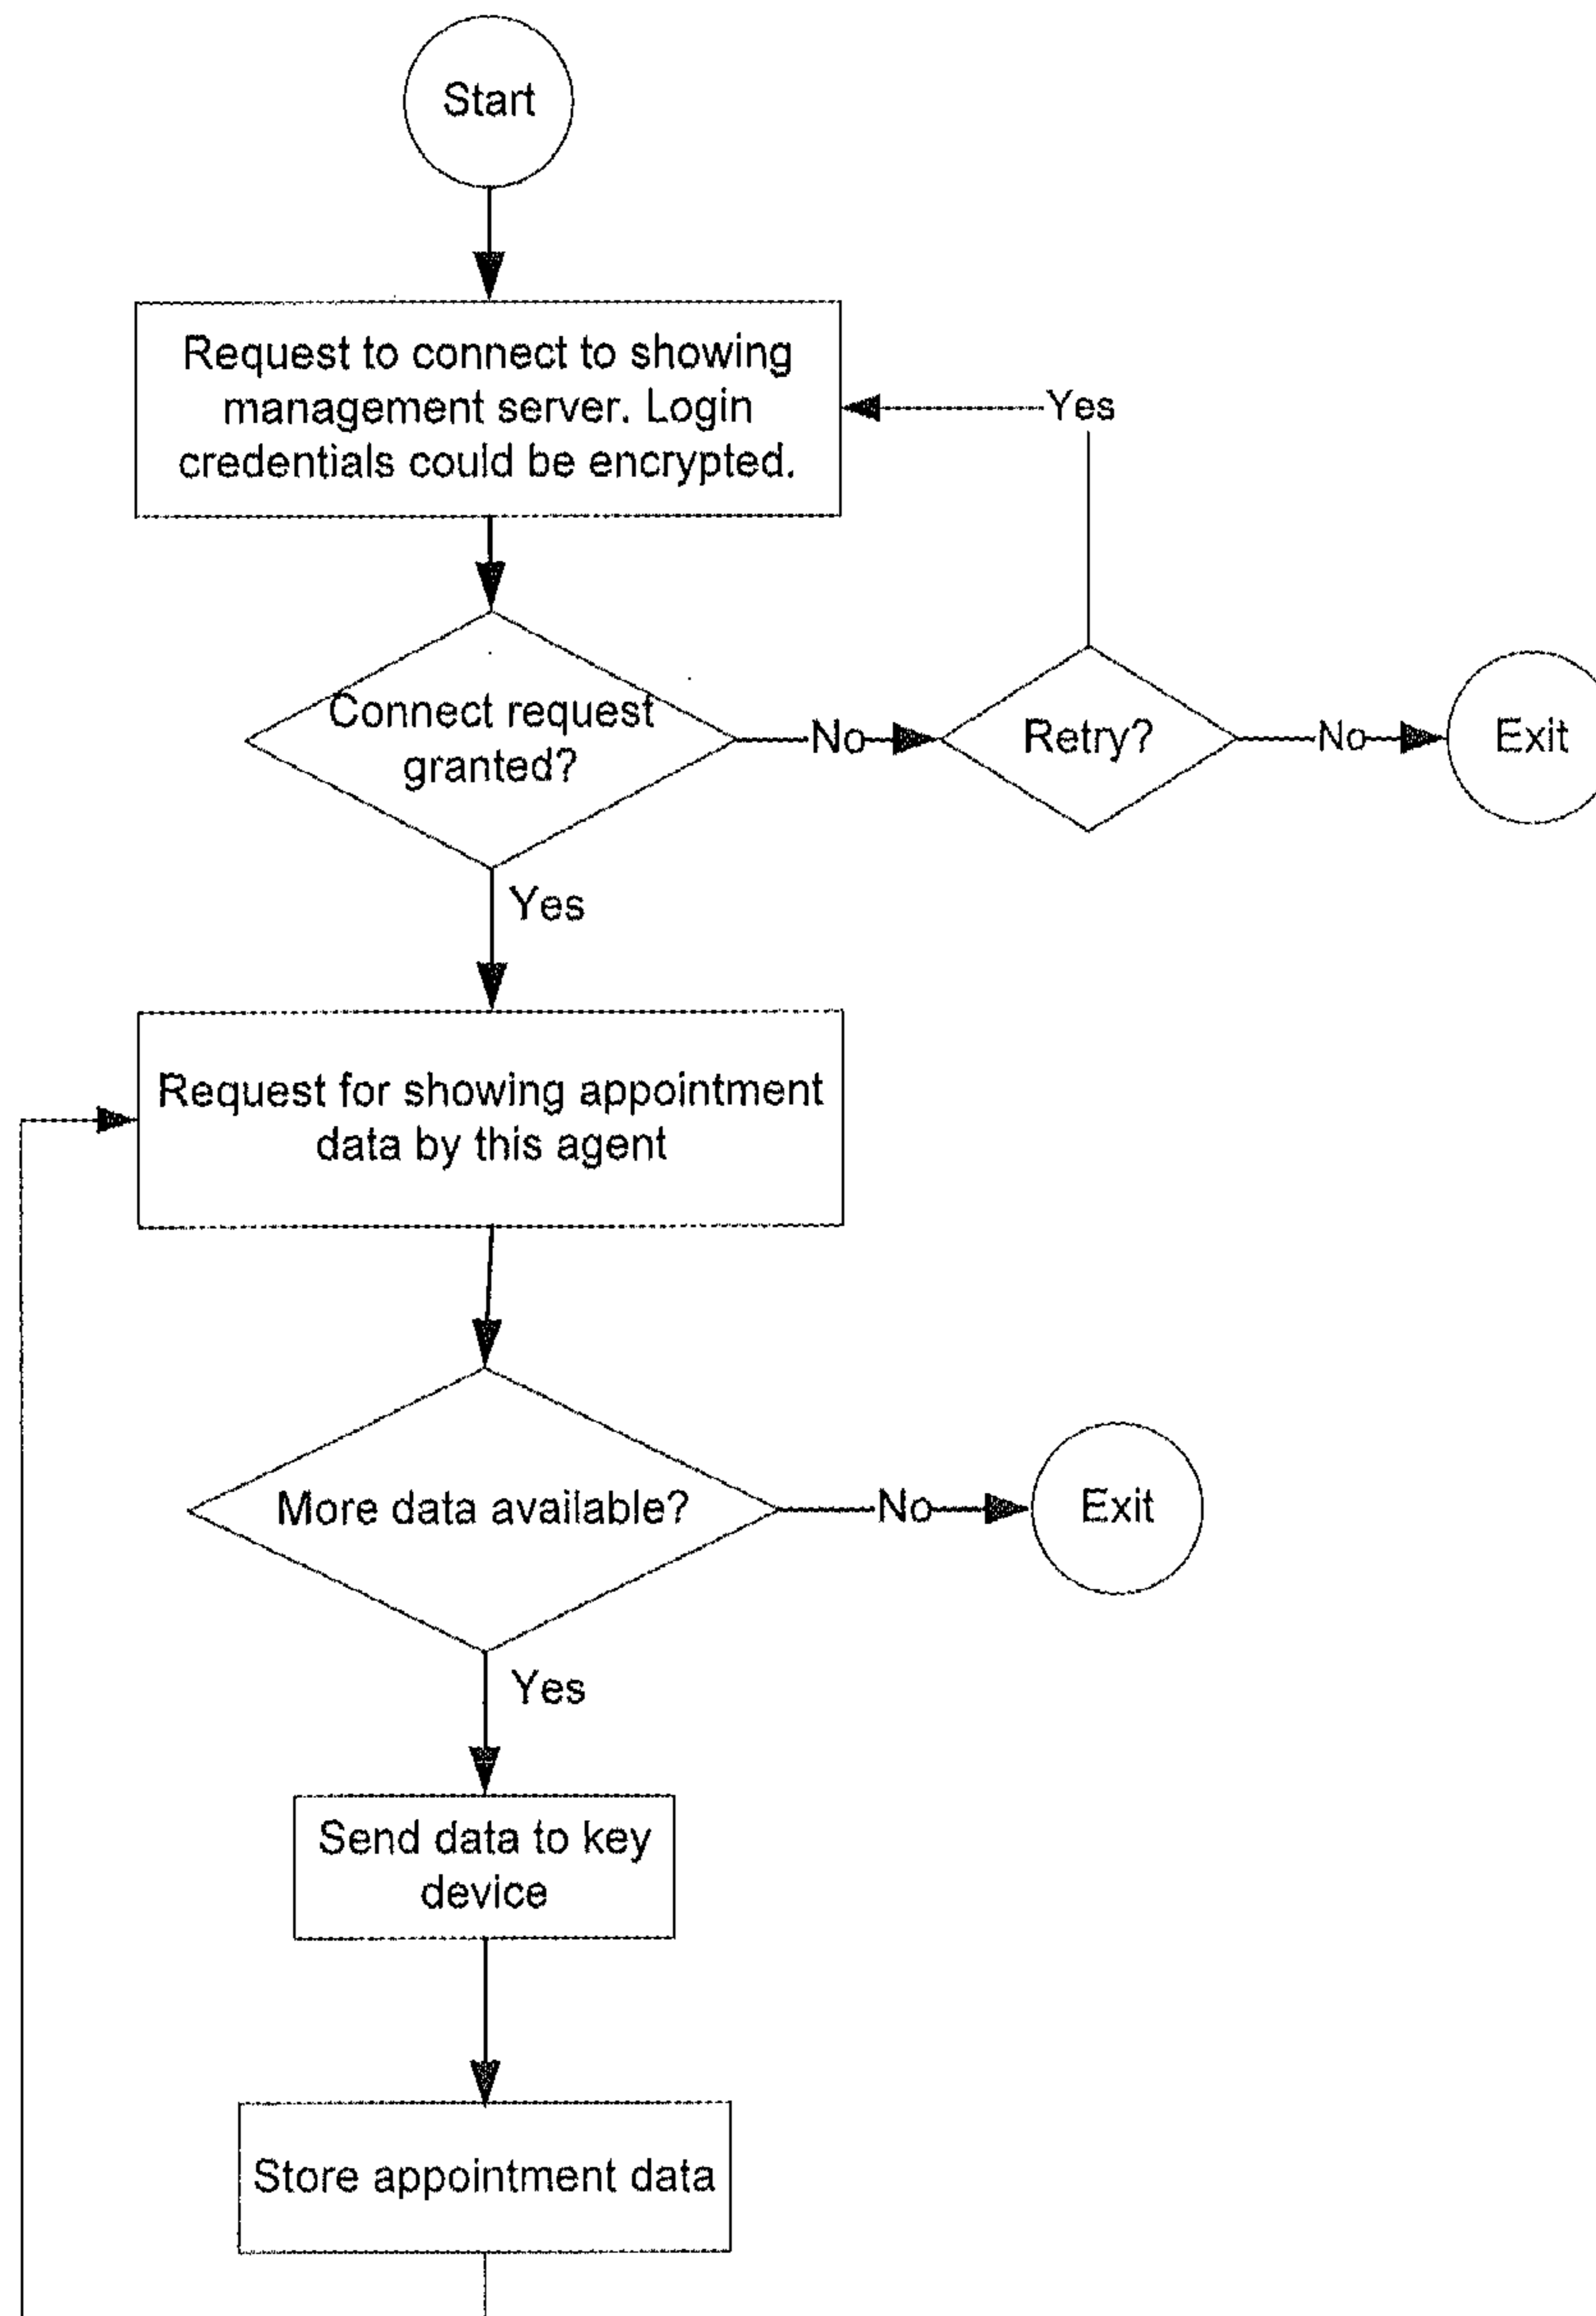 Start
Request to connect to showing
management server. Login
credentials could be encrypted.
Yes
Connect request
granted?
No
Retry?
No
Exit
Yes
Request for showing appointment
data by this agent
More data available?
No
Exit
Yes
Send data to key
device
Store appointment data